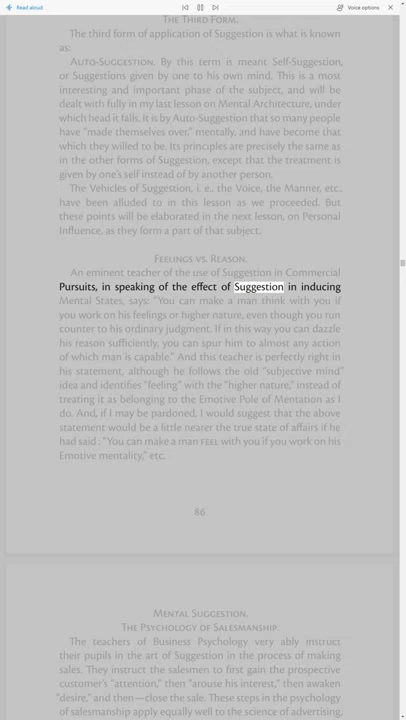 Read aloud
Voice options
The Third Form.
The third form of application of Suggestion is what is known
as:
Auto-Suggestion. By this term is meant Self-Suggestion,
or Suggestions given by one to his own mind. This is a most
interesting and important phase of the subject, and will be
dealt with fully in my last lesson on Mental Architecture, under
which head it falls. It is by Auto-Suggestion that so many people
have “made themselves over,” mentally, and have become that
which they willed to be. Its principles are precisely the same as
in the other forms of Suggestion, except that the treatment is
given by one’s self instead of by another person.
The Vehicles of Suggestion, i. e., the Voice, the Manner, etc.,
have been alluded to in this lesson as we proceeded. But
these points will be elaborated in the next lesson, on Personal
Influence, as they form a part of that subject.
Feelings vs. Reason.
An eminent teacher of the use of Suggestion in Commercial
Pursuits, in speaking of the effect of Suggestion in inducing
Mental States, says: “You can make a man think with you if
you work on his feelings or higher nature, even though you run
counter to his ordinary judgment. If in this way you can dazzle
his reason sufficiently, you can spur him to almost any action
of which man is capable.” And this teacher is perfectly right in
his statement, although he follows the old “subjective mind”
idea and identifies “feeling” with the “higher nature,” instead of
treating it as belonging to the Emotive Pole of Mentation as I
do. And, if I may be pardoned, I would suggest that the above
statement would be a little nearer the true state of affairs if he
had said : “You can make a man feel with you if you work on his
Emotive mentality,” etc.
86
Mental Suggestion.
The Psychology of Salesmanship.
The teachers of Business Psychology very ably instruct
their pupils in the art of Suggestion in the process of making
sales. They instruct the salesmen to first gain the prospective
customer’s “attention,” then “arouse his interest,” then awaken
“desire,” and then—close the sale. These steps in the psychology
of salesmanship apply equally well to the science of advertising.